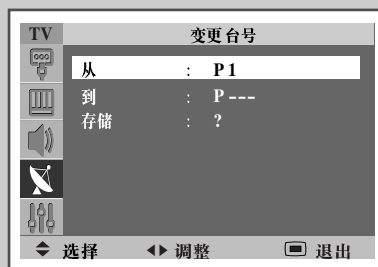 TV 变更台号
从 : P 1
到 : P ---
存储 : ?
选择 调整 退出